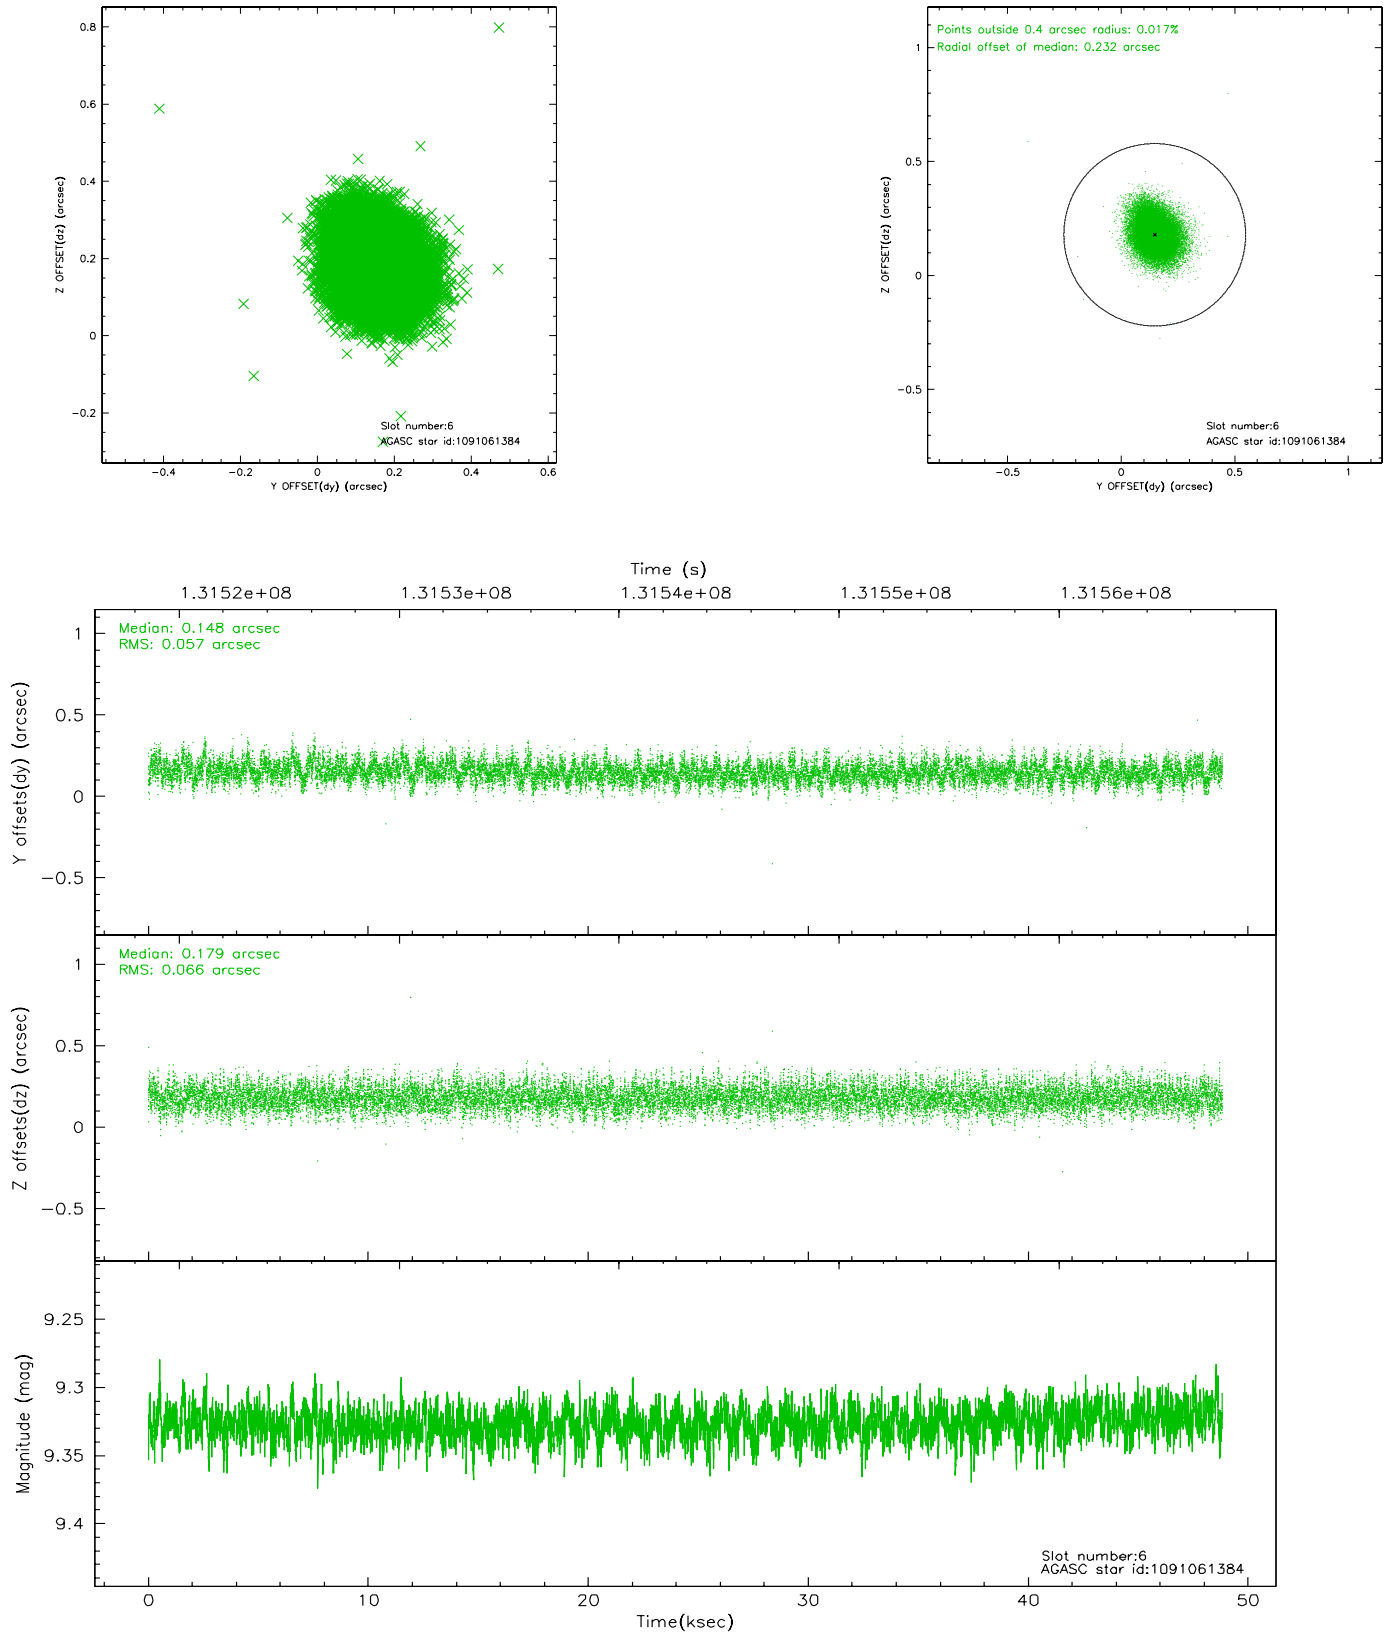 0.8
0.6
0.4
0.2
0
−0.2
Z OFFSET(dz) (arcsec)
Slot number:6
AGASC star id:1091061384
−0.4 −0.2 0 0.2 0.4 0.6
Y OFFSET(dy) (arcsec)
Points outside 0.4 arcsec radius: 0.017%
Radial offset of median: 0.232 arcsec
1
0.5
0
−0.5
Z OFFSET(dz) (arcsec)
Slot number:6
AGASC star id:1091061384
−0.5 0 0.5 1
Y OFFSET(dy) (arcsec)
Time (s)
1.3152e+08 1.3153e+08 1.3154e+08 1.3155e+08 1.3156e+08
Median: 0.148 arcsec
RMS: 0.057 arcsec
1
0.5
0
−0.5
Y offsets(dy) (arcsec)
Median: 0.179 arcsec
RMS: 0.066 arcsec
1
0.5
0
−0.5
Z offsets(dz) (arcsec)
9.25
9.3
9.35
9.4
Magnitude (mag)
Slot number:6
AGASC star id:1091061384
0 10 20 30 40 50
Time(ksec)